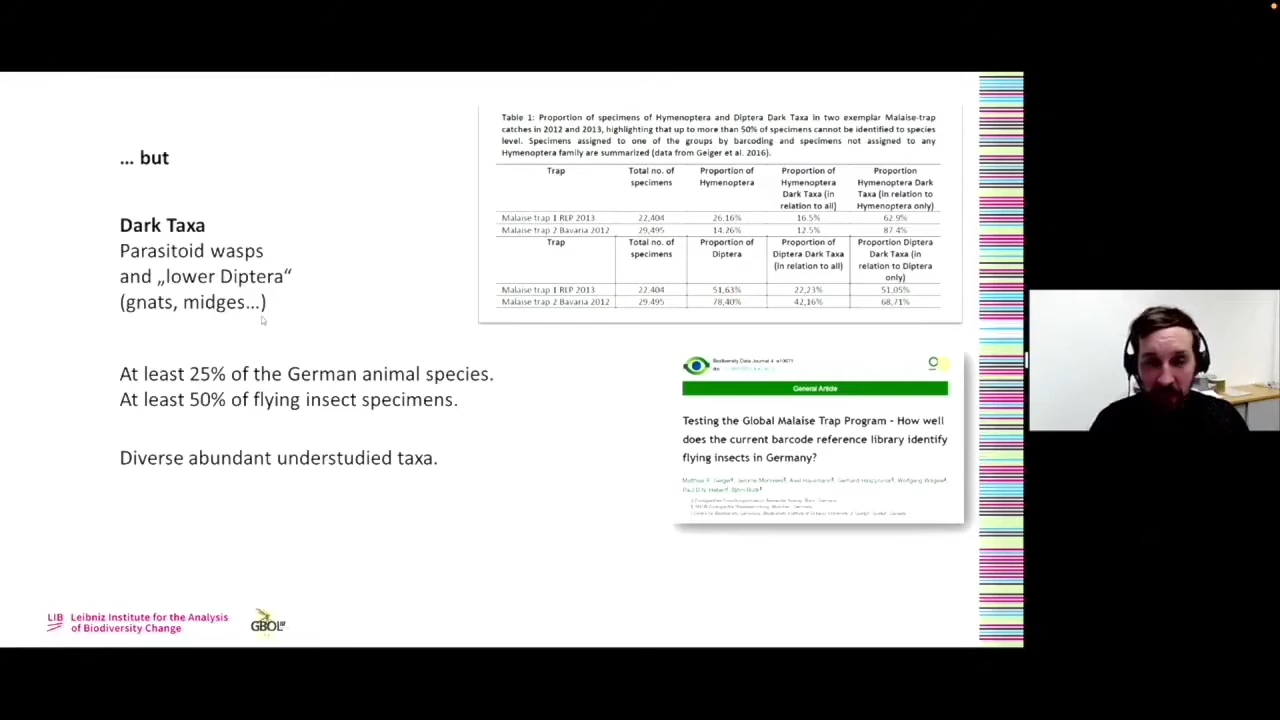 … but
Dark Taxa
Parasitoid wasps
and „lower Diptera“
(gnats, midges…)
At least 25% of the German animal species.
At least 50% of flying insect specimens.
Diverse abundant understudied taxa.
Table 1: Proportion of specimens of Hymenoptera and Diptera Dark Taxa in two exemplar Malaise-trap
catches in 2012 and 2013, highlighting that up to more than 50% of specimens cannot be identified to species
level. Specimens assigned to one of the groups by barcoding and specimens not assigned to any
Hymenoptera family are summarized (data from Geiger et al. 2016).
Trap Total no. of specimens Proportion of Hymenoptera Proportion of Hymenoptera Dark Taxa (in relation to all) Proportion Hymenoptera Dark Taxa (in relation to Hymenoptera only)
Malaise trap 1 RLP 2013 22,404 26.16% 16.5% 62.9%
Malaise trap 2 Bavaria 2012 29,495 14.26% 12.5% 87.4%
Trap Total no. of specimens Proportion of Diptera Proportion of Diptera Dark Taxa (in relation to all) Proportion Diptera Dark Taxa (in relation to Diptera only)
Malaise trap 1 RLP 2013 22.404 51,63% 22,23% 51.05%
Malaise trap 2 Bavaria 2012 29.495 78,40% 42,16% 68,71%
Biodiversity Data Journal 4: e10671
doi:
General Article
Testing the Global Malaise Trap Program - How well
does the current barcode reference library identify
flying insects in Germany?
LIB Leibniz Institute for the Analysis
of Biodiversity Change
GBOL